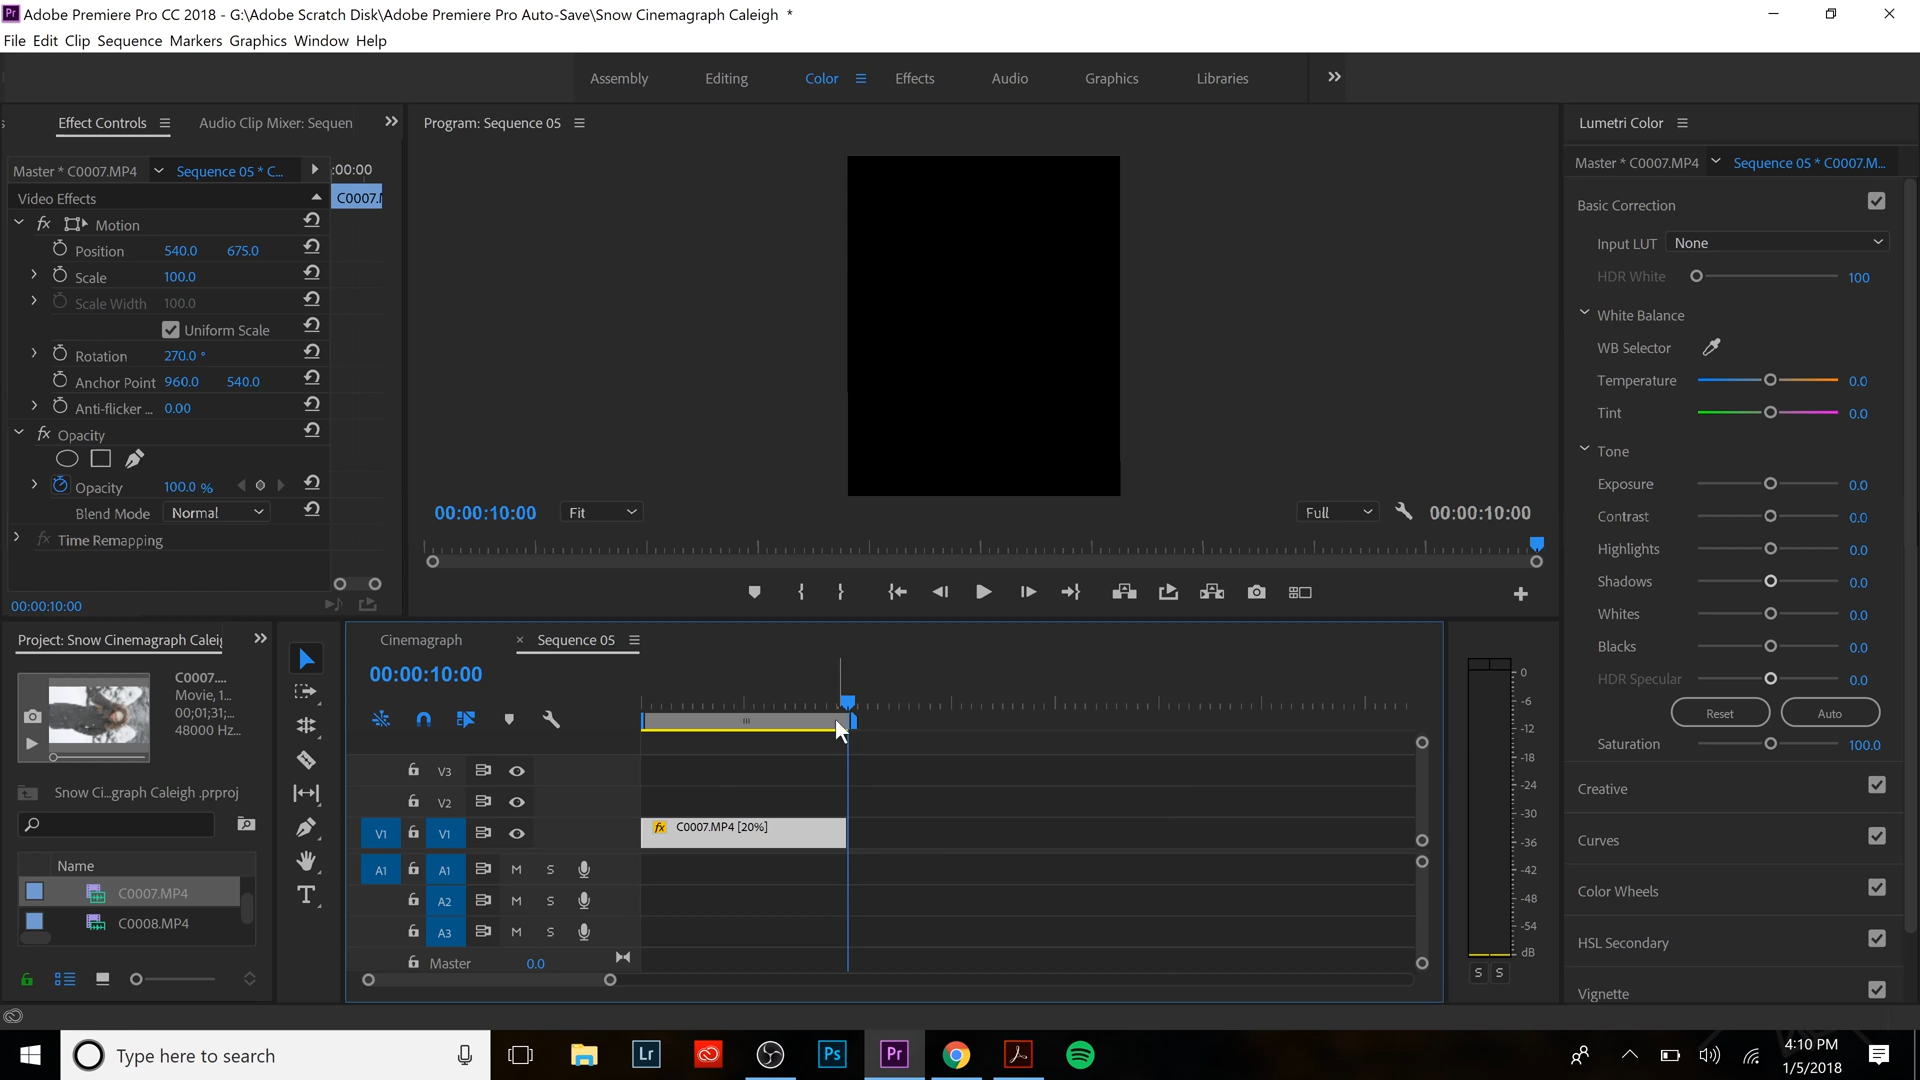 Pr Adobe Premiere Pro CC 2018 - G:\Adobe Scratch Disk\Adobe Premiere Pro Auto-Save\Snow Cinemagraph Caleigh *
File Edit Clip Sequence Markers Graphics Window Help
Assembly Editing Color Effects Audio Graphics Libraries
s Effect Controls Audio Clip Mixer: Sequen
Master * C0007.MP4 Sequence 05 * C... :00:00
Video Effects C0007.M
fx Motion
Position 540.0 675.0
Scale 100.0
Scale Width 100.0
Uniform Scale
Rotation 270.0 °
Anchor Point 960.0 540.0
Anti-flicker ... 0.00
fx Opacity
Opacity 100.0 %
Blend Mode Normal
fx Time Remapping
00:00:10:00
Program: Sequence 05
00:00:10:00 Fit Full 00:00:10:00
Lumetri Color
Master * C0007.MP4 Sequence 05 * C0007.M...
Basic Correction
Input LUT None
HDR White 100
White Balance
WB Selector
Temperature 0.0
Tint 0.0
Tone
Exposure 0.0
Contrast 0.0
Highlights 0.0
Shadows 0.0
Whites 0.0
Blacks 0.0
HDR Specular 0.0
Reset Auto
Saturation 100.0
Creative
Curves
Color Wheels
HSL Secondary
Vignette
Project: Snow Cinemagraph Caleig
C0007....
Movie, 1...
00;01;31;...
48000 Hz...
Snow Ci...graph Caleigh .prproj
Name
C0007.MP4
C0008.MP4
T
Cinemagraph × Sequence 05
00:00:10:00
V3
V2
V1 V1 fx C0007.MP4 [20%]
A1 A1 M S
A2 M S
A3 M S
Master 0.0
0
-6
-12
-18
-24
-30
-36
-42
-48
-54
dB
S S
Type here to search
Lr Ps Pr
4:10 PM
1/5/2018